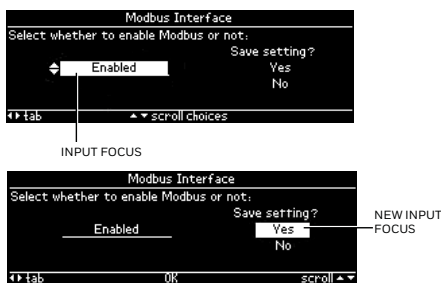 Modbus Interface
Select whether to enable Modbus or not:
Save setting?
Enabled Yes
No
tab scroll choices
INPUT FOCUS
Modbus Interface
Select whether to enable Modbus or not:
Save setting?
Enabled Yes
No
tab OK scroll
NEW INPUT
FOCUS